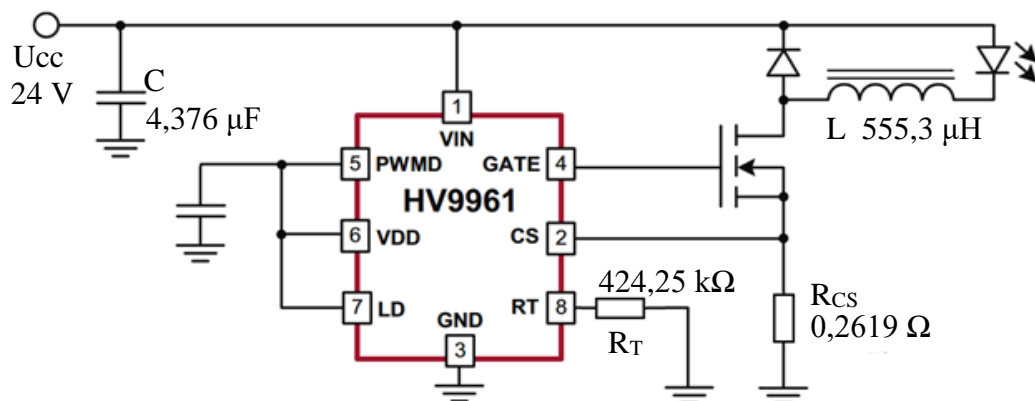 Ucc
24 V
C
4,376 μF
1
VIN
5 PWMD
GATE 4
HV9961
6 VDD
CS 2
7 LD
RT 8
GND
3
424,25 kΩ
RT
L 555,3 μH
RCS
0,2619 Ω